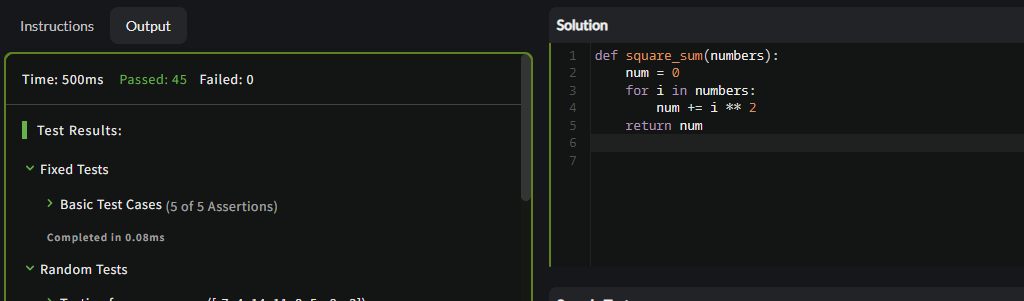 Instructions
Output
Time: 500ms Passed: 45 Failed: 0
Test Results:
Fixed Tests
Basic Test Cases (5 of 5 Assertions)
Completed in 0.08ms
Random Tests
Solution
1 def square_sum(numbers):
2     num = 0
3     for i in numbers:
4         num += i ** 2
5     return num
6
7